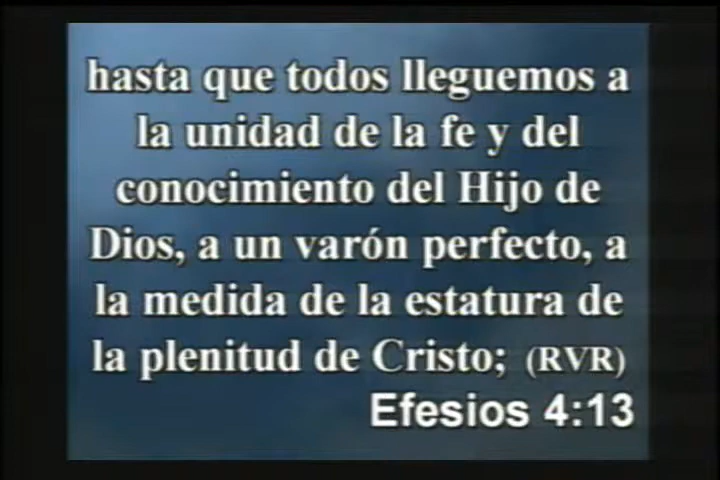 hasta que todos lleguemos a
la unidad de la fe y del
conocimiento del Hijo de
Dios, a un varón perfecto, a
la medida de la estatura de
la plenitud de Cristo; (RVR)
Efesios 4:13